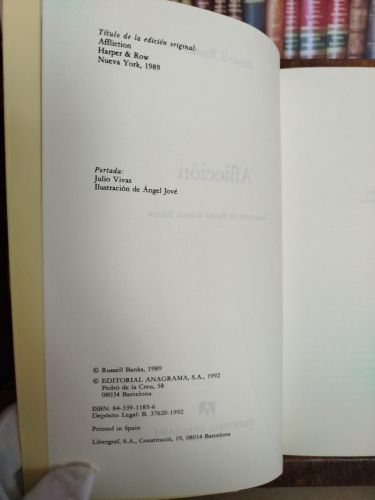 Título de la edición original:
Affliction
Harper & Row
Nueva York, 1989
Portada:
Julio Vivas
Ilustración de Ángel Jové
© Russell Banks, 1989
© EDITORIAL ANAGRAMA, S.A., 1992
Pedró de la Creu, 58
08034 Barcelona
ISBN: 84-339-1185-6
Depósito Legal: B. 37620-1992
Printed in Spain
Libergraf, S.A., Constitució, 19, 08014 Barcelona
Aflicción